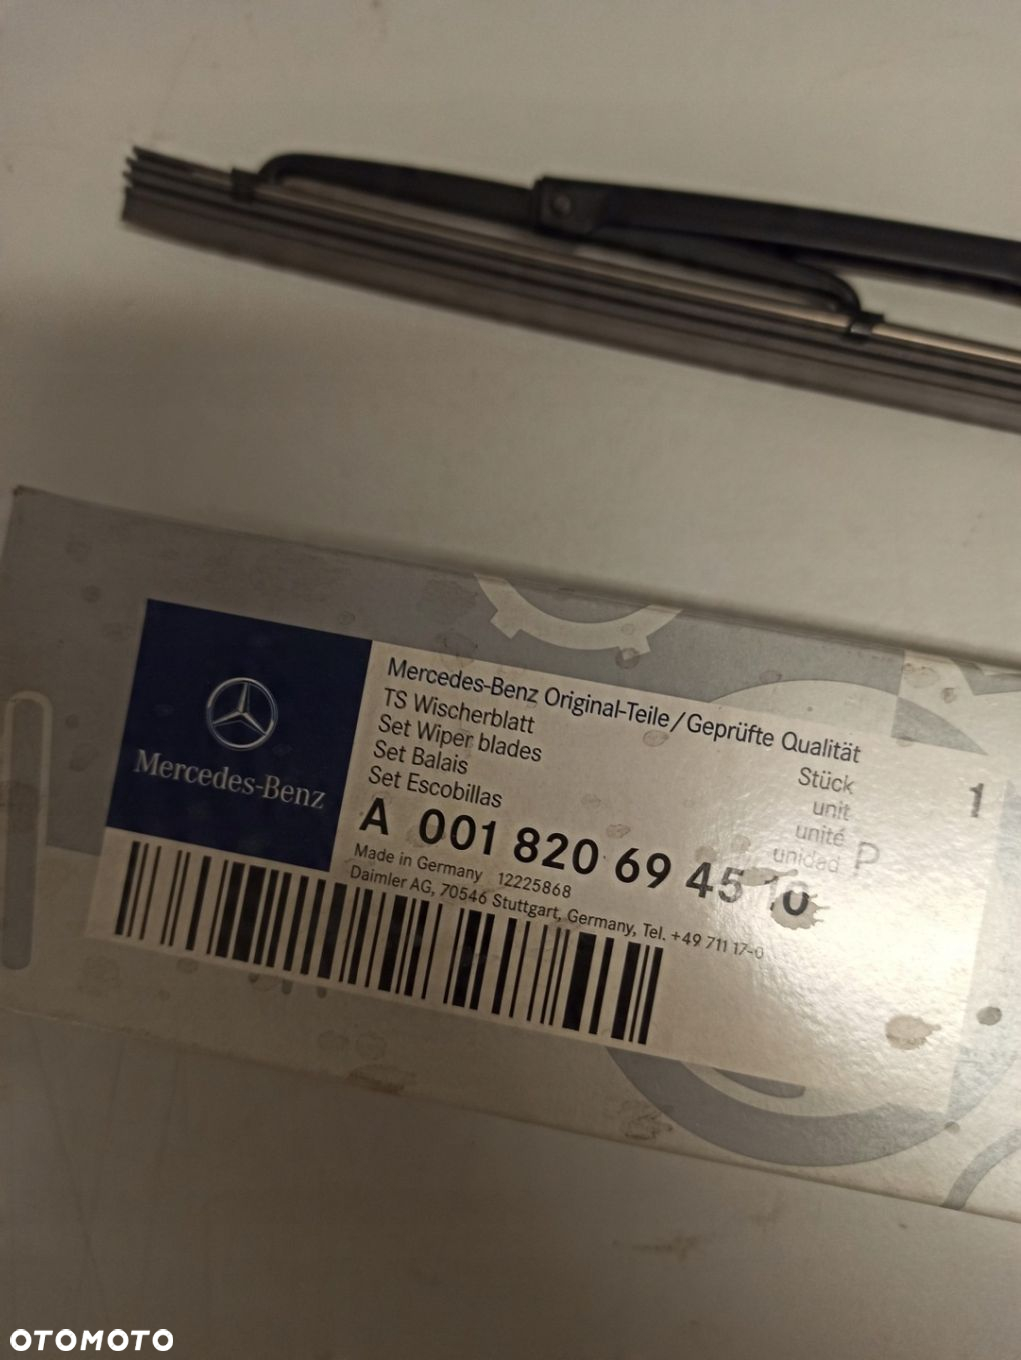 Mercedes-Benz Original-Teile/Geprüfte Qualität
TS Wischerblatt
Set Wiper blades
Set Balais
Set Escobillas
Stück
unit
unité
unidad P
1
Mercedes-Benz
A 001 820 69 45 10
Made in Germany 12225868
Daimler AG, 70546 Stuttgart, Germany, Tel. +49 711 17-0
OTOMOTO